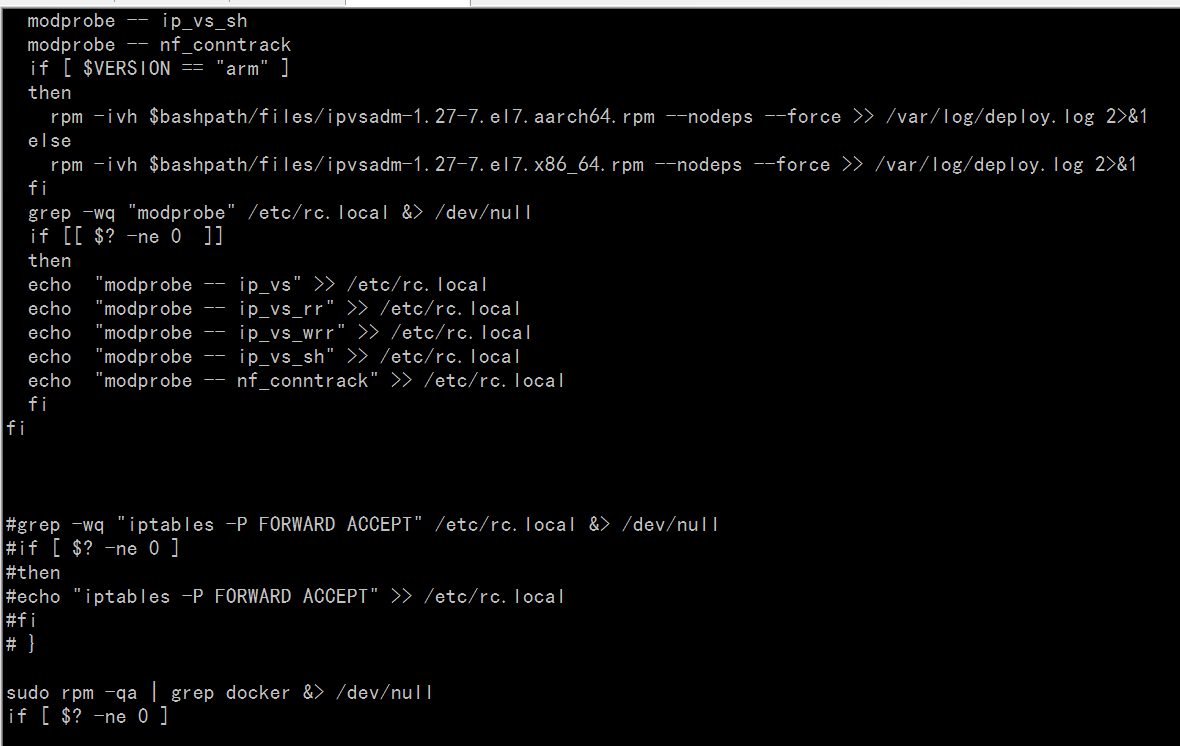 modprobe -- ip_vs_sh
modprobe -- nf_conntrack
if [ $VERSION == "arm" ]
then
rpm -ivh $bashpath/files/ipvsadm-1.27-7.el7.aarch64.rpm --nodeps --force >> /var/log/deploy.log 2>&1
else
rpm -ivh $bashpath/files/ipvsadm-1.27-7.el7.x86_64.rpm --nodeps --force >> /var/log/deploy.log 2>&1
fi
grep -wq "modprobe" /etc/rc.local &> /dev/null
if [[ $? -ne 0  ]]
then
echo  "modprobe -- ip_vs" >> /etc/rc.local
echo  "modprobe -- ip_vs_rr" >> /etc/rc.local
echo  "modprobe -- ip_vs_wrr" >> /etc/rc.local
echo  "modprobe -- ip_vs_sh" >> /etc/rc.local
echo  "modprobe -- nf_conntrack" >> /etc/rc.local
fi
fi
#grep -wq "iptables -P FORWARD ACCEPT" /etc/rc.local &> /dev/null
#if [ $? -ne 0 ]
#then
#echo "iptables -P FORWARD ACCEPT" >> /etc/rc.local
#fi
# }
sudo rpm -qa | grep docker &> /dev/null
if [ $? -ne 0 ]